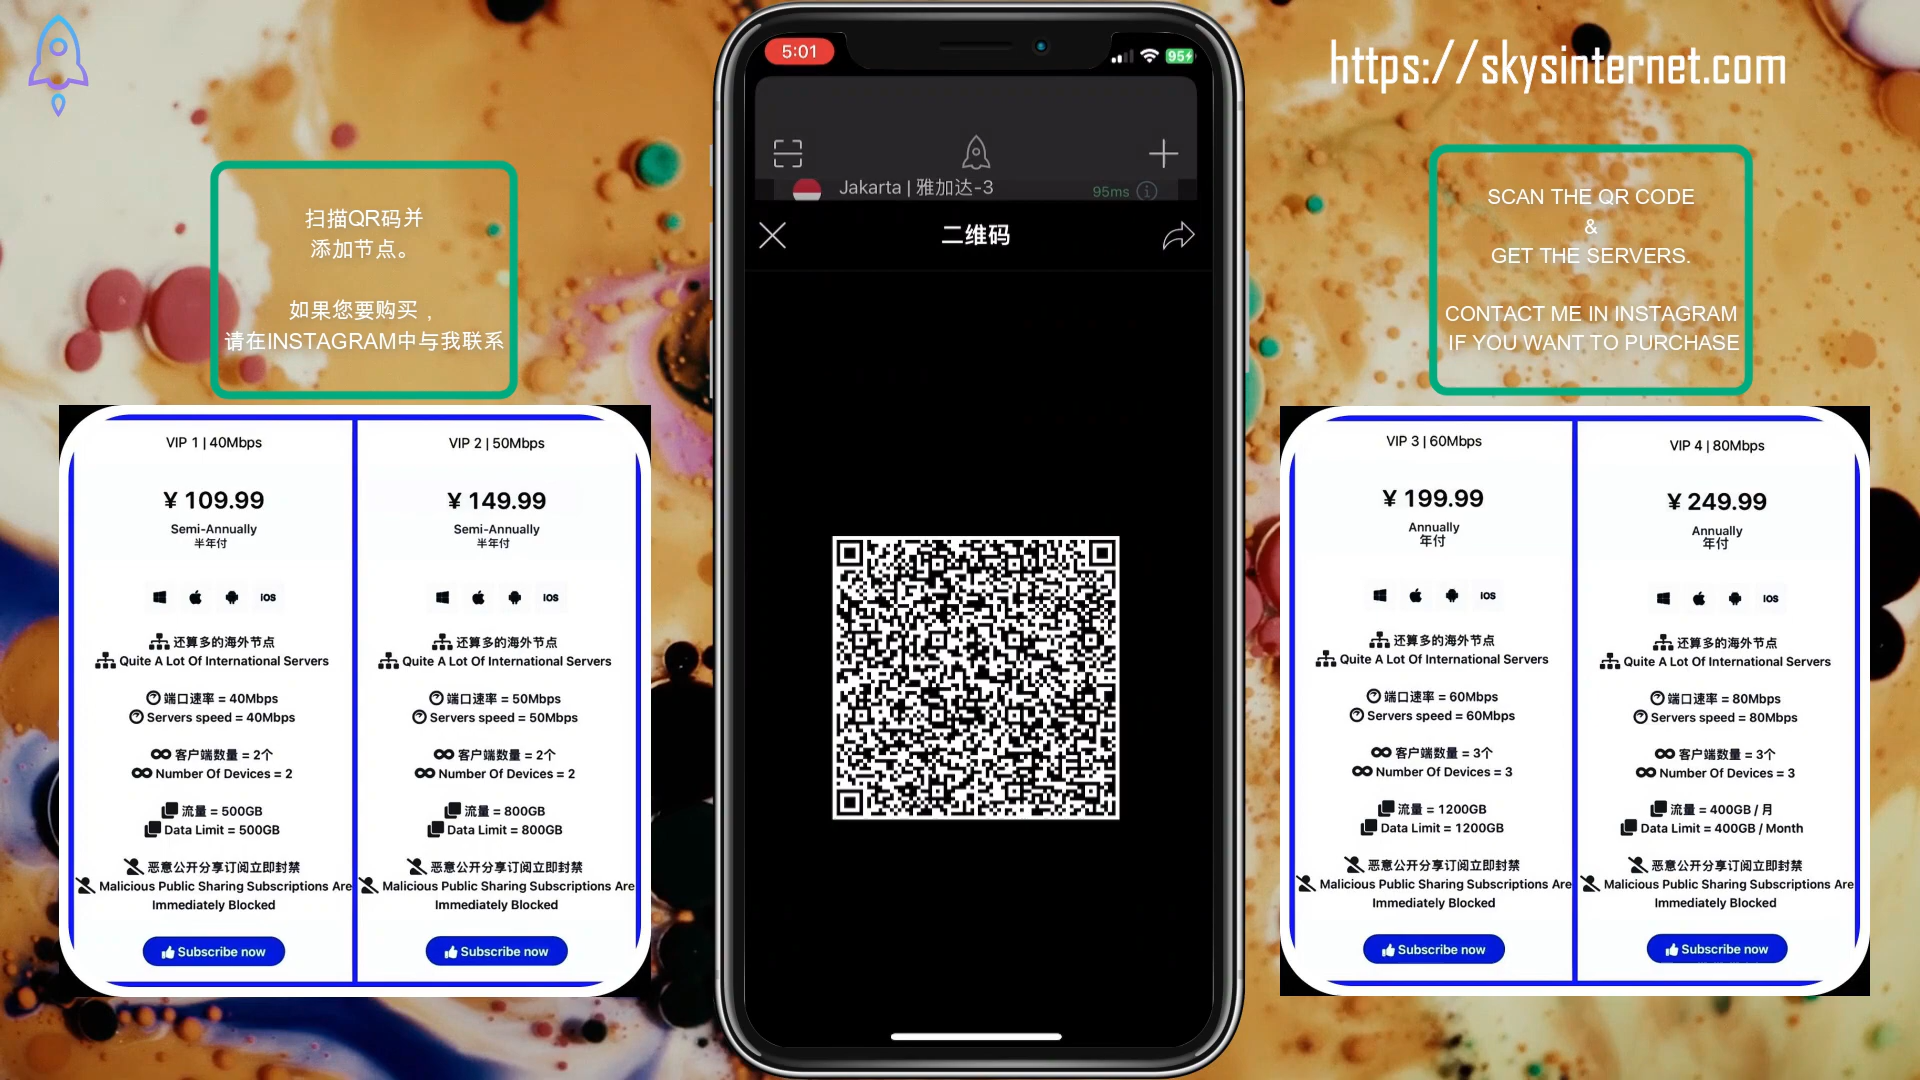 https://skysinternet.com
扫描QR码并
添加节点。
如果您要购买，
请在INSTAGRAM中与我联系
5:01
95
Jakarta | 雅加达-3
95ms
二维码
SCAN THE QR CODE
&
GET THE SERVERS.
CONTACT ME IN INSTAGRAM
IF YOU WANT TO PURCHASE
VIP 1 | 40Mbps
¥ 109.99
Semi-Annually
半年付
iOS
还算多的海外节点
Quite A Lot Of International Servers
端口速率 = 40Mbps
Servers speed = 40Mbps
客户端数量 = 2个
Number Of Devices = 2
流量 = 500GB
Data Limit = 500GB
恶意公开分享订阅立即封禁
Malicious Public Sharing Subscriptions Are
Immediately Blocked
Subscribe now
VIP 2 | 50Mbps
¥ 149.99
Semi-Annually
半年付
iOS
还算多的海外节点
Quite A Lot Of International Servers
端口速率 = 50Mbps
Servers speed = 50Mbps
客户端数量 = 2个
Number Of Devices = 2
流量 = 800GB
Data Limit = 800GB
恶意公开分享订阅立即封禁
Malicious Public Sharing Subscriptions Are
Immediately Blocked
Subscribe now
VIP 3 | 60Mbps
¥ 199.99
Annually
年付
iOS
还算多的海外节点
Quite A Lot Of International Servers
端口速率 = 60Mbps
Servers speed = 60Mbps
客户端数量 = 3个
Number Of Devices = 3
流量 = 1200GB
Data Limit = 1200GB
恶意公开分享订阅立即封禁
Malicious Public Sharing Subscriptions Are
Immediately Blocked
Subscribe now
VIP 4 | 80Mbps
¥ 249.99
Annually
年付
iOS
还算多的海外节点
Quite A Lot Of International Servers
端口速率 = 80Mbps
Servers speed = 80Mbps
客户端数量 = 3个
Number Of Devices = 3
流量 = 400GB / 月
Data Limit = 400GB / Month
恶意公开分享订阅立即封禁
Malicious Public Sharing Subscriptions Are
Immediately Blocked
Subscribe now